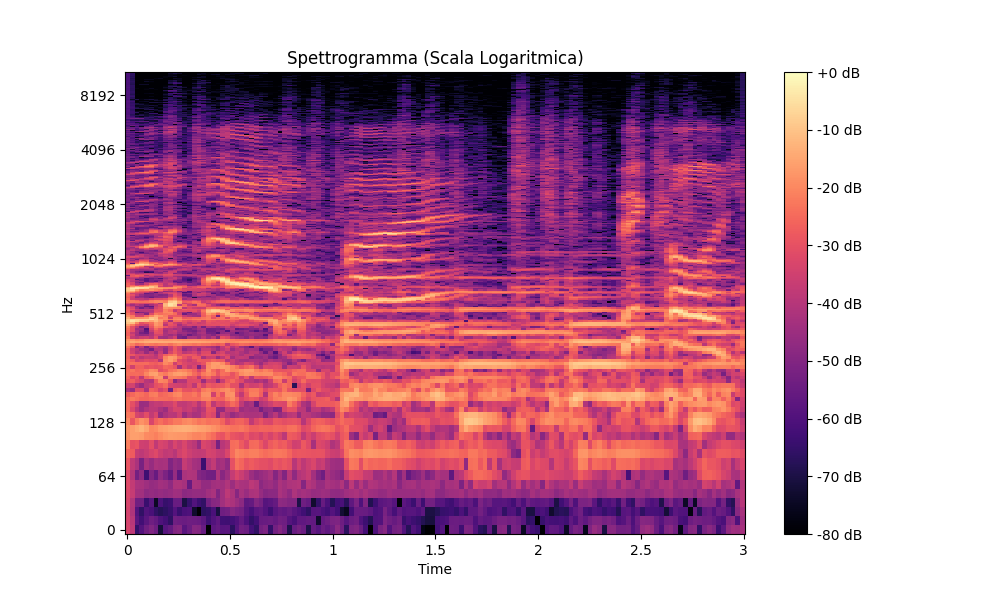 Spettrogramma (Scala Logaritmica)
Hz
8192
4096
2048
1024
512
256
128
64
0
0
0.5
1
1.5
2
2.5
3
Time
+0 dB
-10 dB
-20 dB
-30 dB
-40 dB
-50 dB
-60 dB
-70 dB
-80 dB